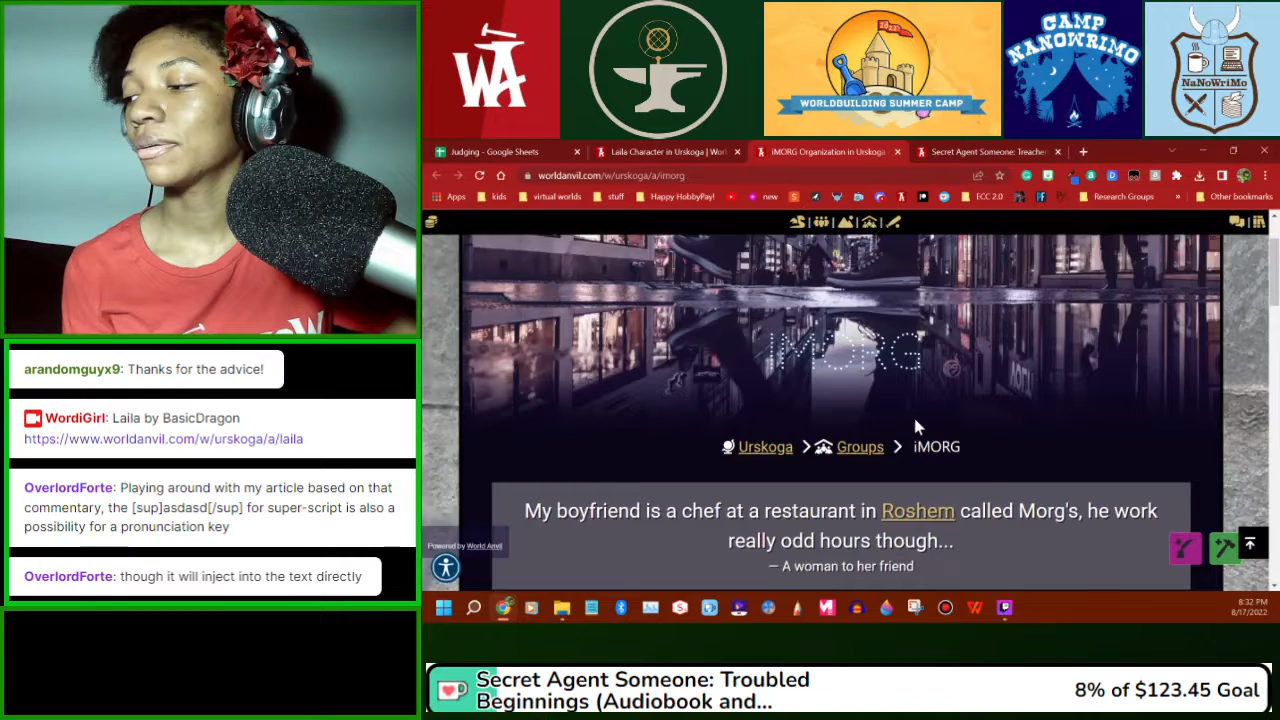 WA
2022
WORLDBUILDING SUMMER CAMP
CAMP
NANOWRIMO
NaNoWriMo
Judging - Google Sheets
Laila Character in Urskoga | Worl
iMORG Organization in Urskoga
Secret Agent Someone: Treache
worldanvil.com/w/urskoga/a/imorg
Apps
kids
virtual worlds
stuff
Happy HobbyPay!
new
ECC 2.0
Research Groups
»
Other bookmarks
iMORG
Urskoga > Groups > iMORG
My boyfriend is a chef at a restaurant in Roshem called Morg's, he work
really odd hours though...
— A woman to her friend
Powered by World Anvil
arandomguyx9: Thanks for the advice!
WordiGirl: Laila by BasicDragon
https://www.worldanvil.com/w/urskoga/a/laila
OverlordForte: Playing around with my article based on that
commentary, the [sup]asdasd[/sup] for super-script is also a
possibility for a pronunciation key
OverlordForte: though it will inject into the text directly
8:32 PM
8/17/2022
Secret Agent Someone: Troubled
Beginnings (Audiobook and...
8% of $123.45 Goal